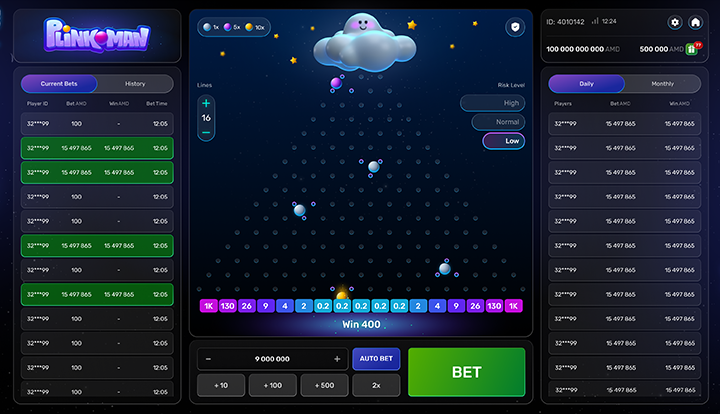 PLINKOMAN
Current Bets History
Player ID Bet AMD Win AMD Bet Time
32***99 100 - 12:05
32***99 15 497 865 15 497 865 12:05
32***99 15 497 865 15 497 865 12:05
32***99 100 - 12:05
32***99 100 - 12:05
32***99 15 497 865 15 497 865 12:05
32***99 100 - 12:05
32***99 15 497 865 15 497 865 12:05
32***99 100 - 12:05
32***99 100 - 12:05
32***99 100 - 12:05
32***99 100 - 12:05
1x 5x 10x
Lines
+
16
−
Risk Level
High
Normal
Low
1K 130 26 9 4 2 0.2 0.2 0.2 0.2 0.2 2 4 9 26 130 1K
Win 400
− 9 000 000 +
AUTO BET
+ 10 + 100 + 500 2x
BET
ID: 4010142 12:24
100 000 000 000 AMD 500 000 AMD
77
Daily Monthly
Players Bet AMD Win AMD
32***99 15 497 865 15 497 865
32***99 15 497 865 15 497 865
32***99 15 497 865 15 497 865
32***99 15 497 865 15 497 865
32***99 15 497 865 15 497 865
32***99 15 497 865 15 497 865
32***99 15 497 865 15 497 865
32***99 15 497 865 15 497 865
32***99 15 497 865 15 497 865
32***99 15 497 865 15 497 865
32***99 15 497 865 15 497 865
32***99 15 497 865 15 497 865